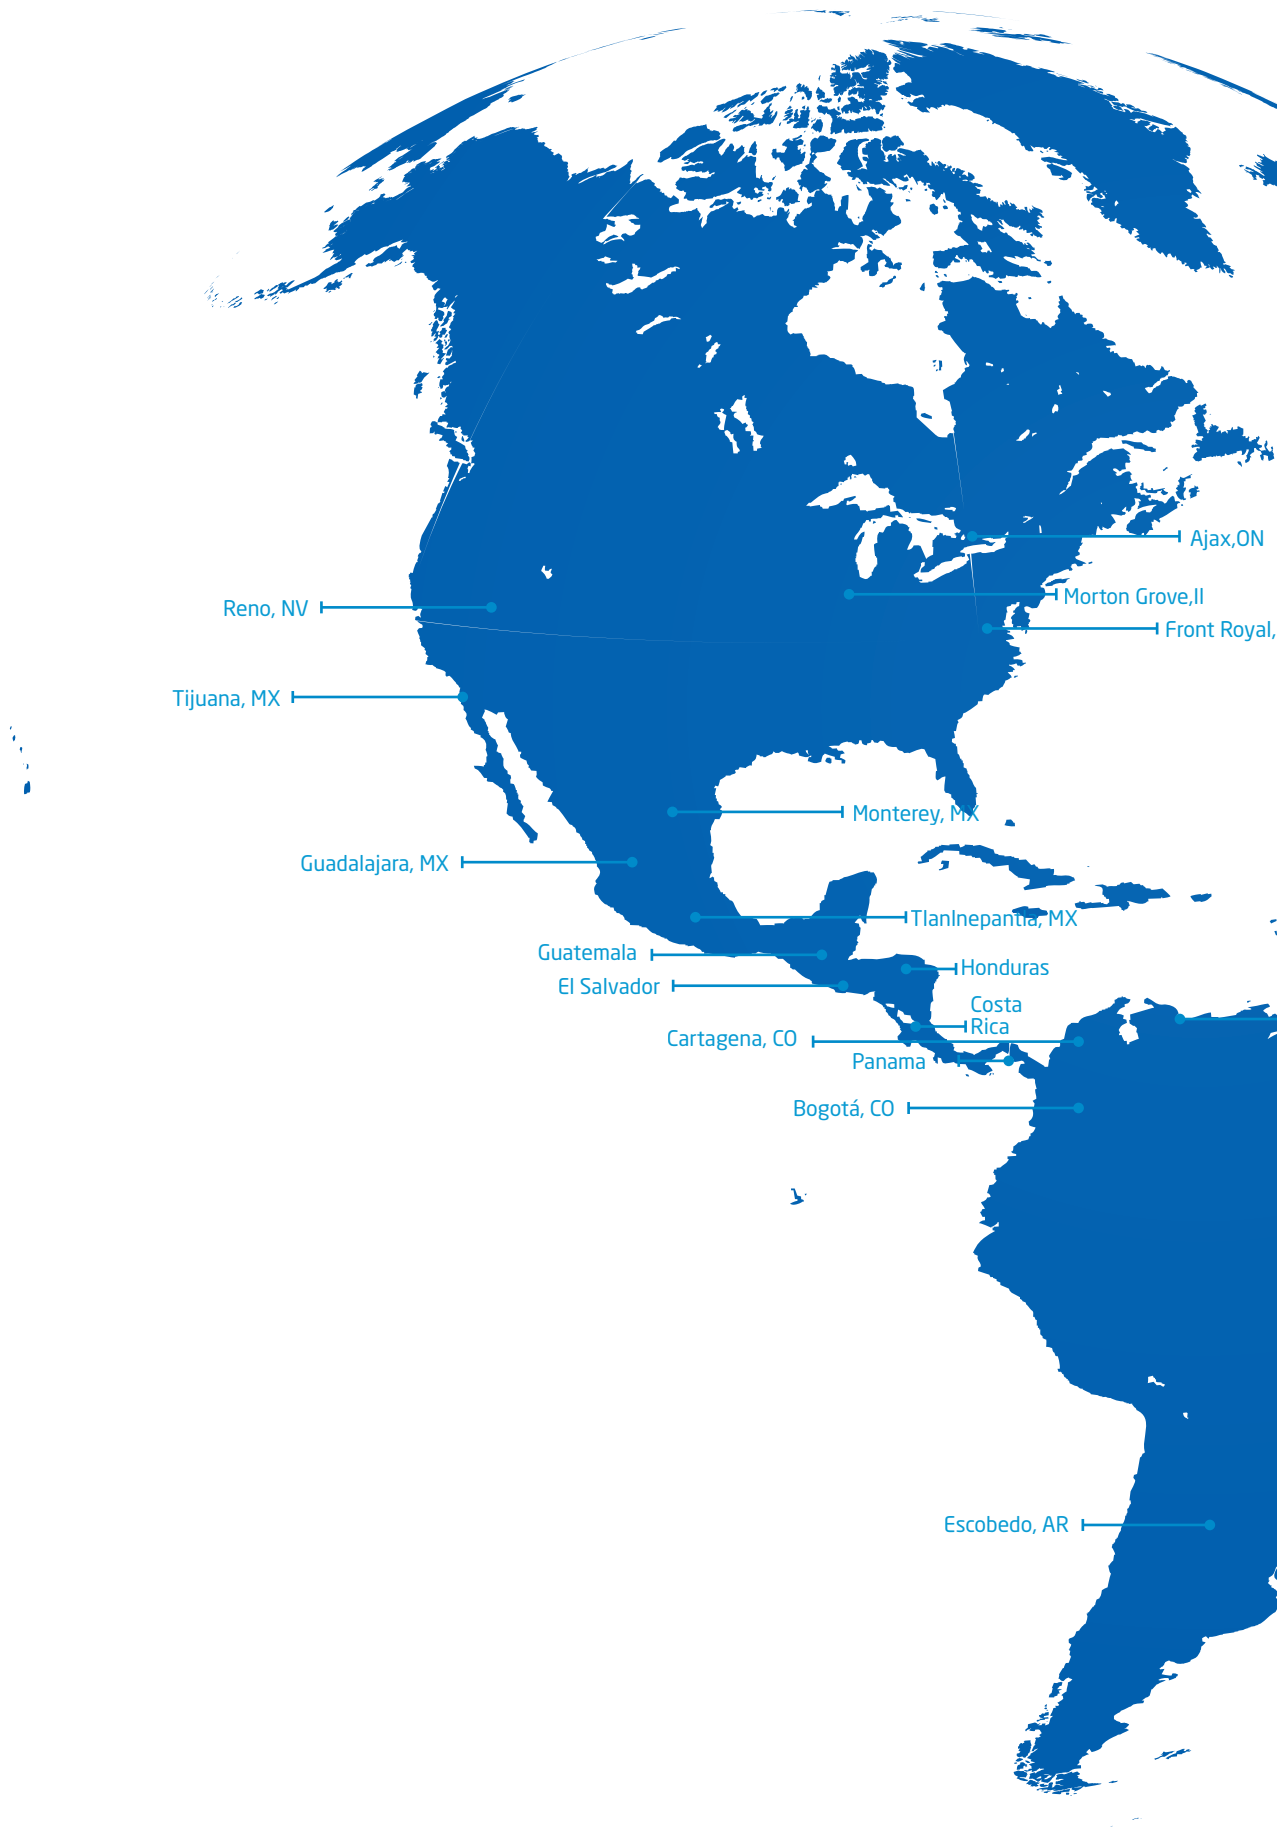 Ajax,ON
Morton Grove,Il
Reno, NV
Front Royal,
Tijuana, MX
Monterey, MX
Guadalajara, MX
Tlanlnepantla, MX
Guatemala
Honduras
El Salvador
Costa
Rica
Cartagena, CO
Panama
Bogotá, CO
Escobedo, AR